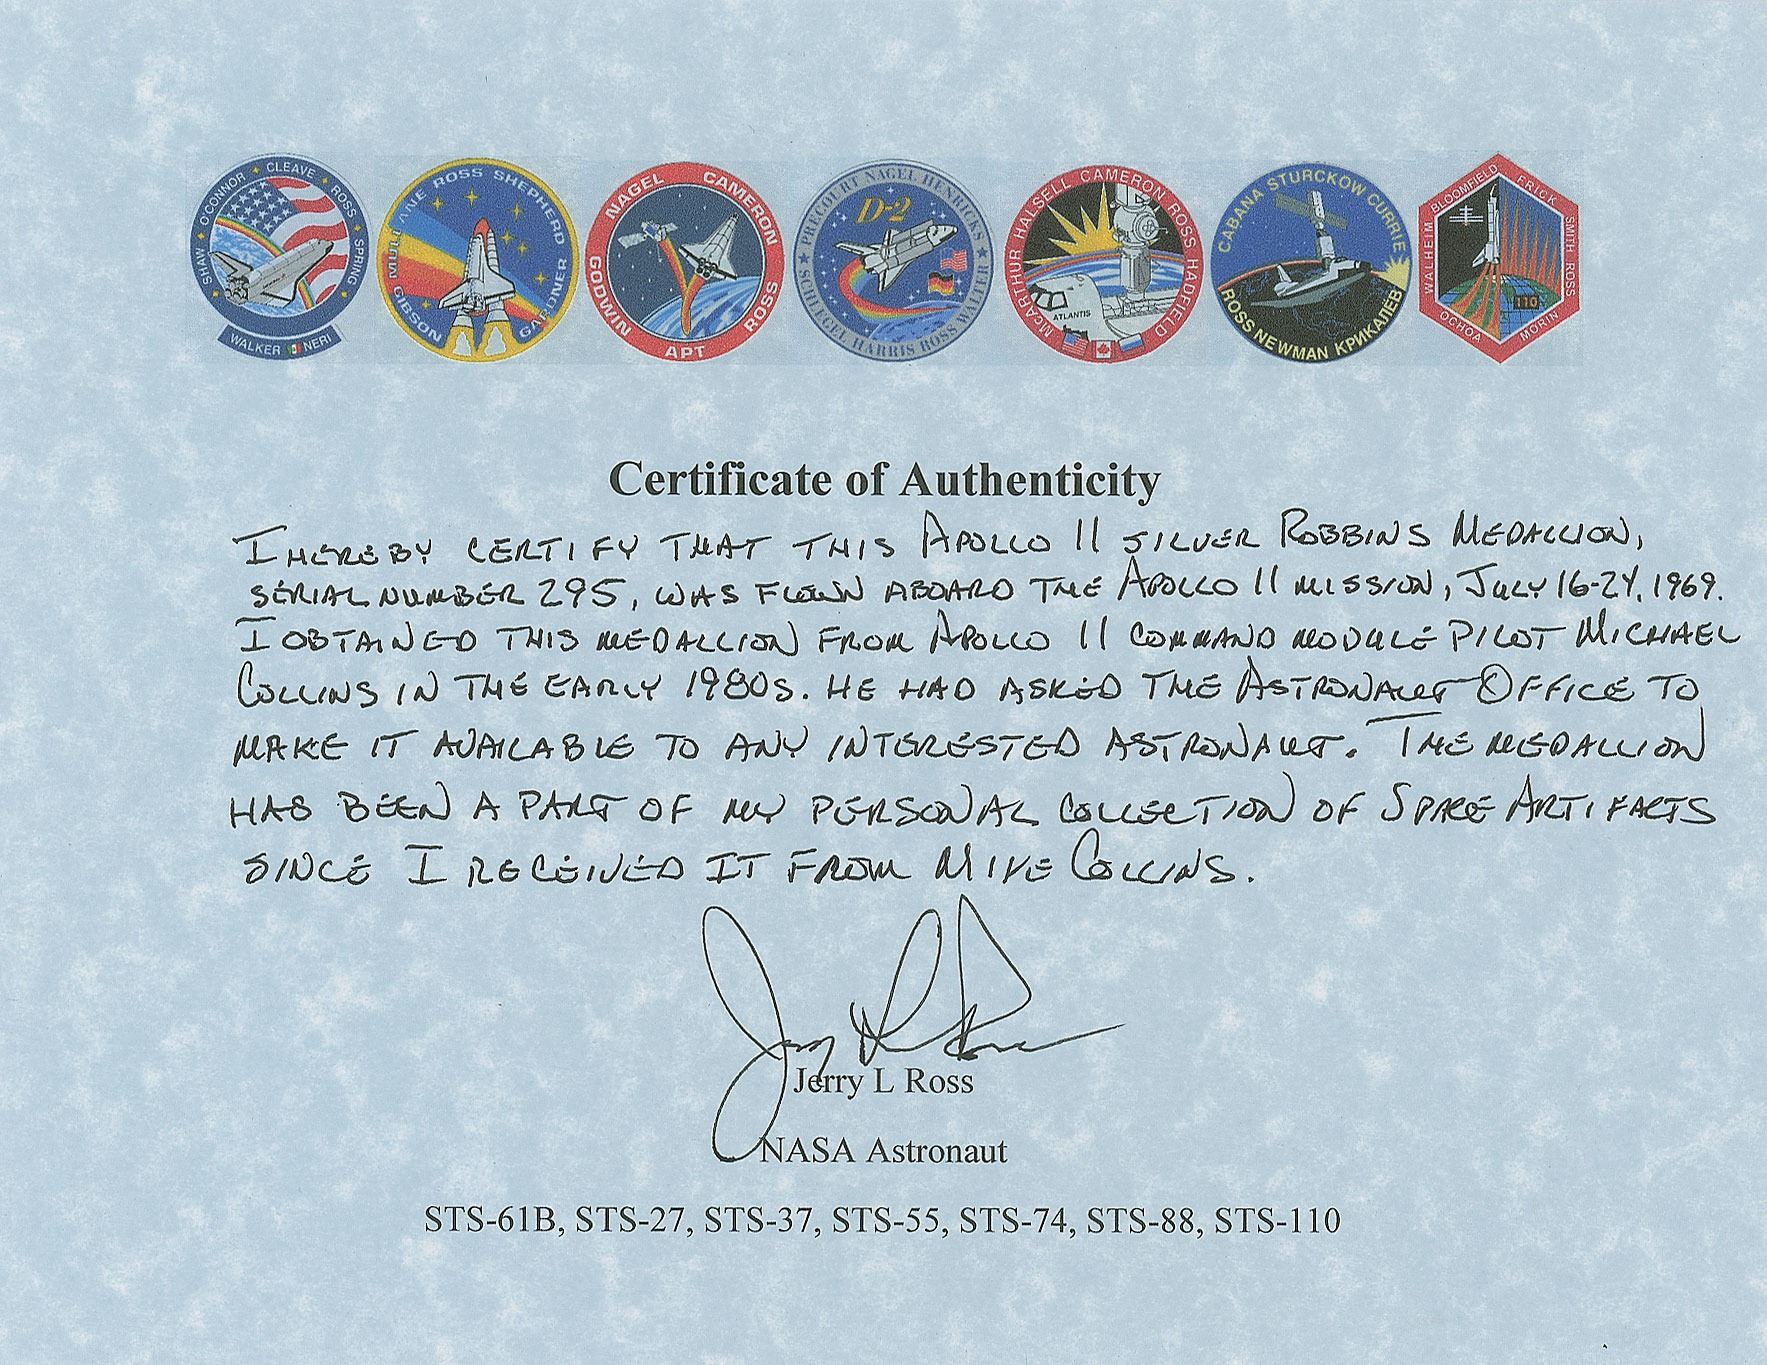 SHAW ✦ OCONNOR ✦ CLEAVE ✦ ROSS ✦ SPRING
WALKER NERI
MULLANE ROSS SHEPHERD
GIBSON GARDNER
NAGEL CAMERON
GODWIN APT ROSS
PRECOURT NAGEL HENRICKS
D-2
SCHLEGEL HARRIS ROSS WALTER
McARTHUR HALSELL CAMERON ROSS HADFIELD
ATLANTIS
CABANA STURCKOW CURRIE
ROSS NEWMAN КРИКАЛЁВ
WALHEIM BLOOMFIELD FRICK SMITH ROSS
110
OCHOA MORIN
Certificate of Authenticity
I HEREBY CERTIFY THAT THIS APOLLO 11 SILVER ROBBINS MEDALLION,
SERIAL NUMBER 295, WAS FLOWN ABOARD THE APOLLO 11 MISSION, JULY 16-24, 1969.
I OBTAINED THIS MEDALLION FROM APOLLO 11 COMMAND MODULE PILOT MICHAEL
COLLINS IN THE EARLY 1980S. HE HAD ASKED THE ASTRONAUT OFFICE TO
MAKE IT AVAILABLE TO ANY INTERESTED ASTRONAUT. THE MEDALLION
HAS BEEN A PART OF MY PERSONAL COLLECTION OF SPACE ARTIFACTS
SINCE I RECEIVED IT FROM MIKE COLLINS.
Jerry L Ross
Jerry L Ross
NASA Astronaut
STS-61B, STS-27, STS-37, STS-55, STS-74, STS-88, STS-110